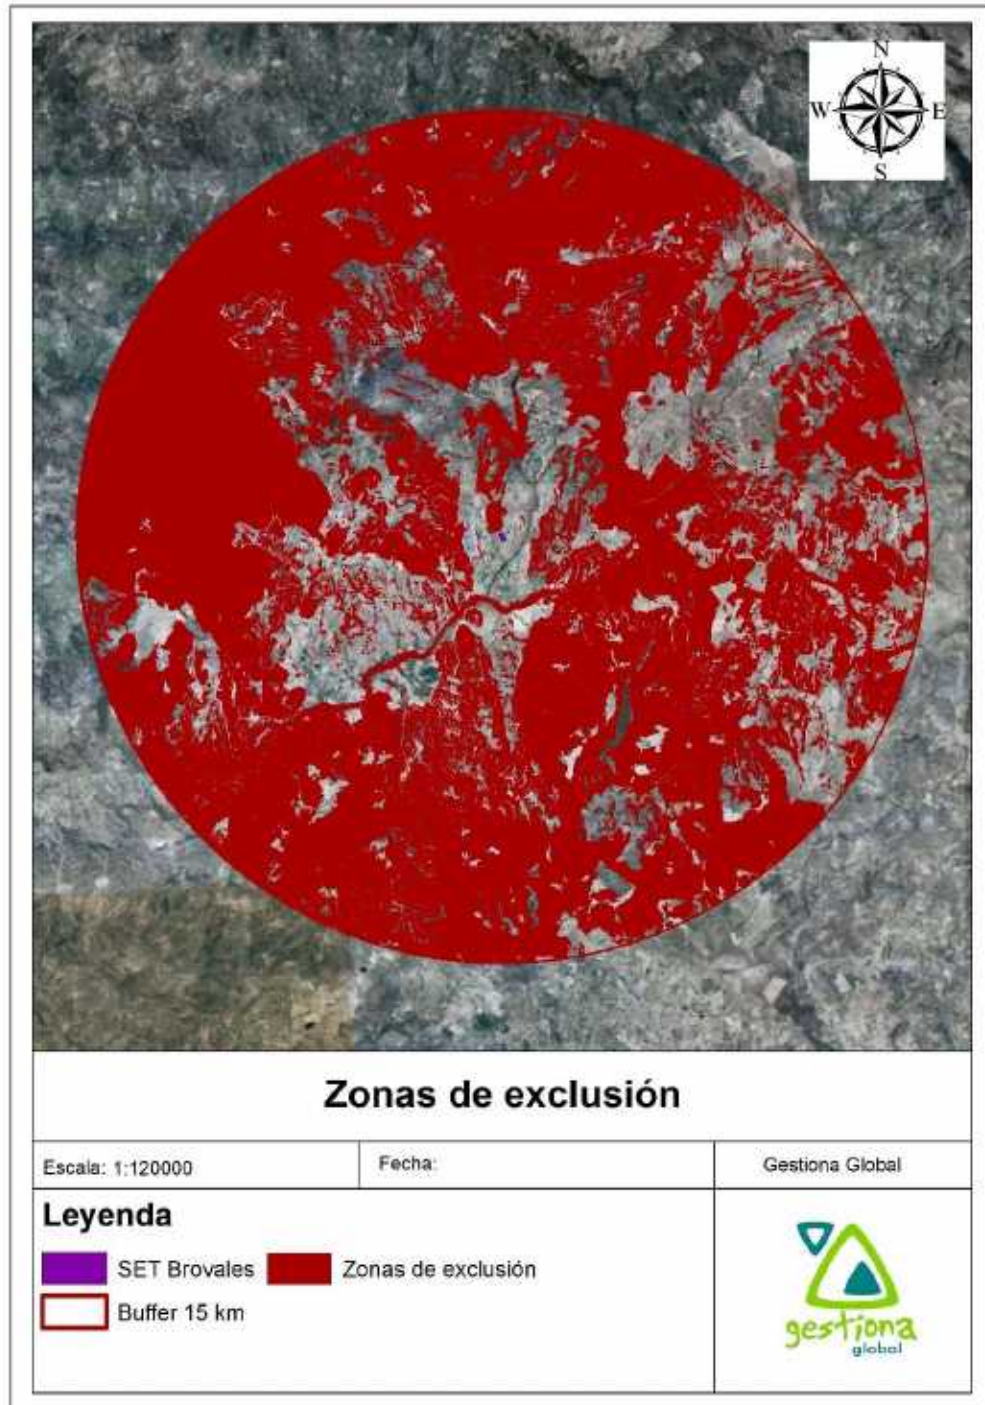 N
W E
S
Zonas de exclusión
Escala: 1:120000
Fecha:
Gestiona Global
Leyenda
SET Brovales
Zonas de exclusión
Buffer 15 km
gestiona
global